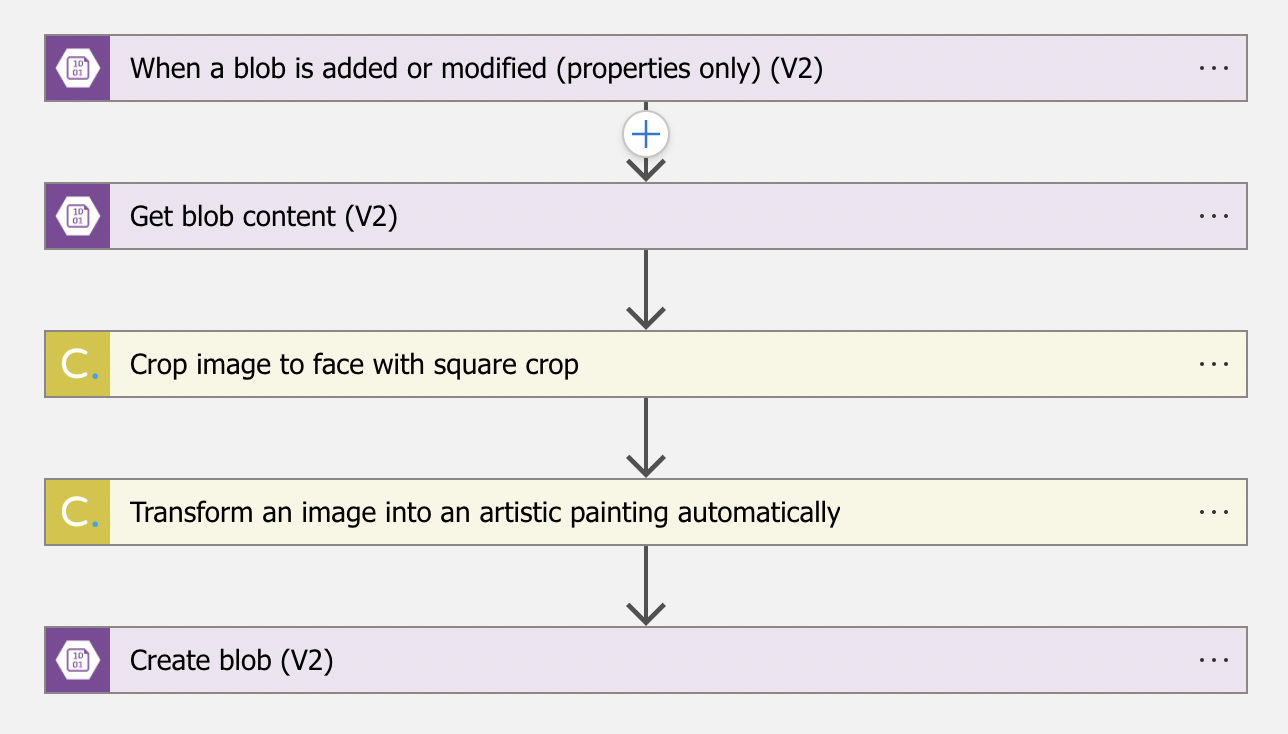 10
01
When a blob is added or modified (properties only) (V2)
10
01
Get blob content (V2)
C.
Crop image to face with square crop
C.
Transform an image into an artistic painting automatically
10
01
Create blob (V2)